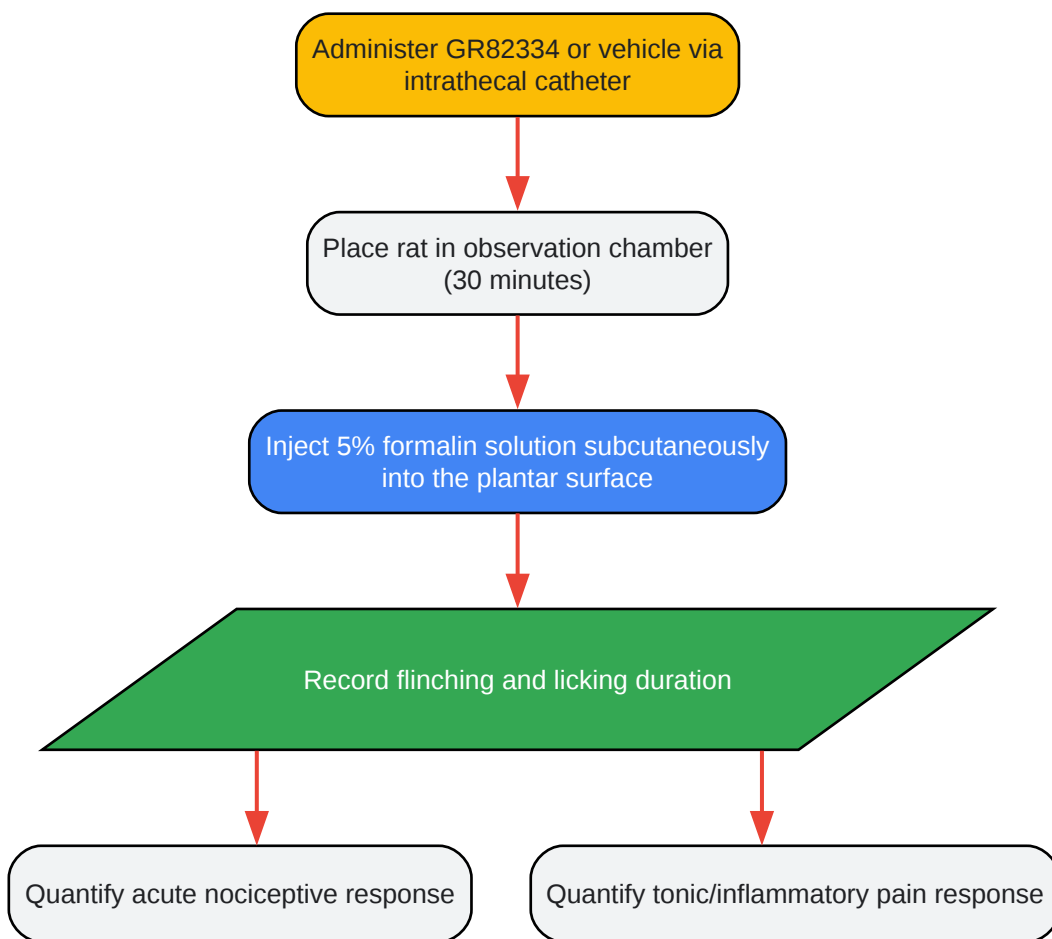 Administer GR82334 or vehicle via
intrathecal catheter
Place rat in observation chamber
(30 minutes)
Inject 5% formalin solution subcutaneously
into the plantar surface
Record flinching and licking duration
Quantify acute nociceptive response
Quantify tonic/inflammatory pain response